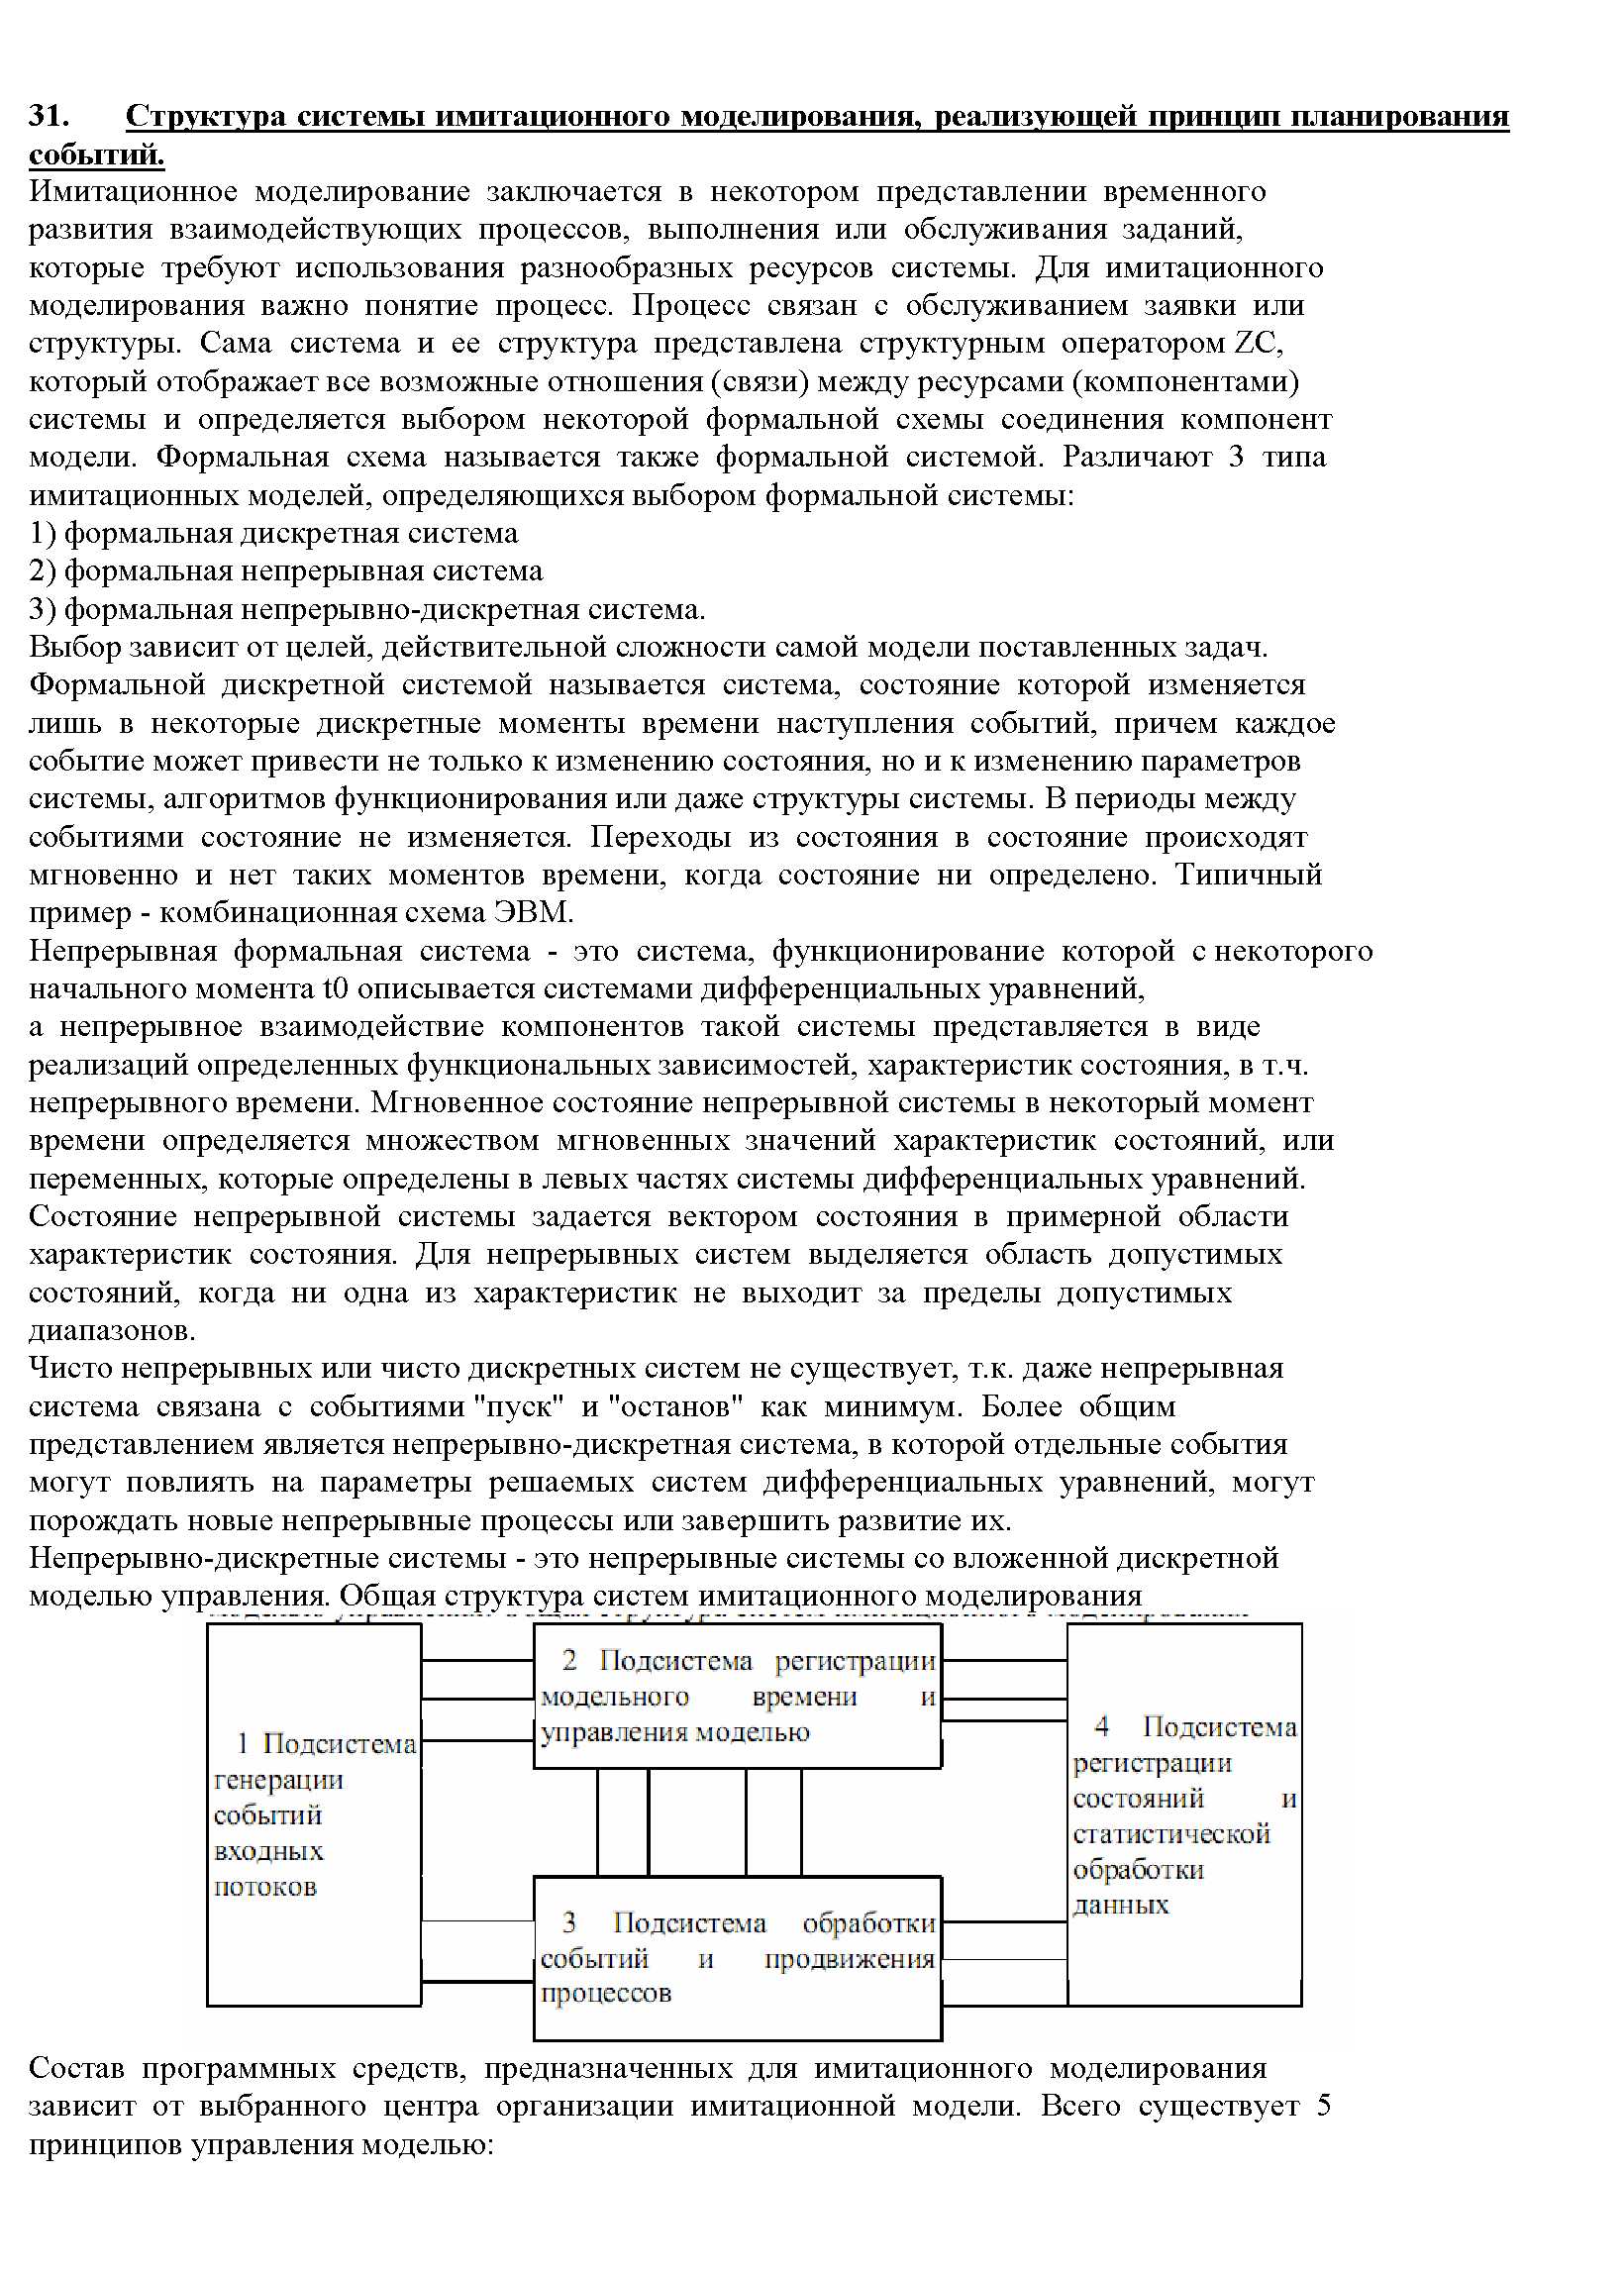 31. Структура системы имитационного моделирования, реализующей принцип планирования
событий.
Имитационное моделирование заключается в некотором представлении временного
развития взаимодействующих процессов, выполнения или обслуживания заданий,
которые требуют использования разнообразных ресурсов системы. Для имитационного
моделирования важно понятие процесс. Процесс связан с обслуживанием заявки или
структуры. Сама система и ее структура представлена структурным оператором ZC,
который отображает все возможные отношения (связи) между ресурсами (компонентами)
системы и определяется выбором некоторой формальной схемы соединения компонент
модели. Формальная схема называется также формальной системой. Различают 3 типа
имитационных моделей, определяющихся выбором формальной системы:
1) формальная дискретная система
2) формальная непрерывная система
3) формальная непрерывно-дискретная система.
Выбор зависит от целей, действительной сложности самой модели поставленных задач.
Формальной дискретной системой называется система, состояние которой изменяется
лишь в некоторые дискретные моменты времени наступления событий, причем каждое
событие может привести не только к изменению состояния, но и к изменению параметров
системы, алгоритмов функционирования или даже структуры системы. В периоды между
событиями состояние не изменяется. Переходы из состояния в состояние происходят
мгновенно и нет таких моментов времени, когда состояние ни определено. Типичный
пример - комбинационная схема ЭВМ.
Непрерывная формальная система - это система, функционирование которой с некоторого
начального момента t0 описывается системами дифференциальных уравнений,
а непрерывное взаимодействие компонентов такой системы представляется в виде
реализаций определенных функциональных зависимостей, характеристик состояния, в т.ч.
непрерывного времени. Мгновенное состояние непрерывной системы в некоторый момент
времени определяется множеством мгновенных значений характеристик состояний, или
переменных, которые определены в левых частях системы дифференциальных уравнений.
Состояние непрерывной системы задается вектором состояния в примерной области
характеристик состояния. Для непрерывных систем выделяется область допустимых
состояний, когда ни одна из характеристик не выходит за пределы допустимых
диапазонов.
Чисто непрерывных или чисто дискретных систем не существует, т.к. даже непрерывная
система связана с событиями "пуск" и "останов" как минимум. Более общим
представлением является непрерывно-дискретная система, в которой отдельные события
могут повлиять на параметры решаемых систем дифференциальных уравнений, могут
порождать новые непрерывные процессы или завершить развитие их.
Непрерывно-дискретные системы - это непрерывные системы со вложенной дискретной
моделью управления. Общая структура систем имитационного моделирования
1 Подсистема
генерации
событий
входных
потоков
2 Подсистема регистрации
модельного времени и
управления моделью
3 Подсистема обработки
событий и продвижения
процессов
4 Подсистема
регистрации
состояний и
статистической
обработки
данных
Состав программных средств, предназначенных для имитационного моделирования
зависит от выбранного центра организации имитационной модели. Всего существует 5
принципов управления моделью: